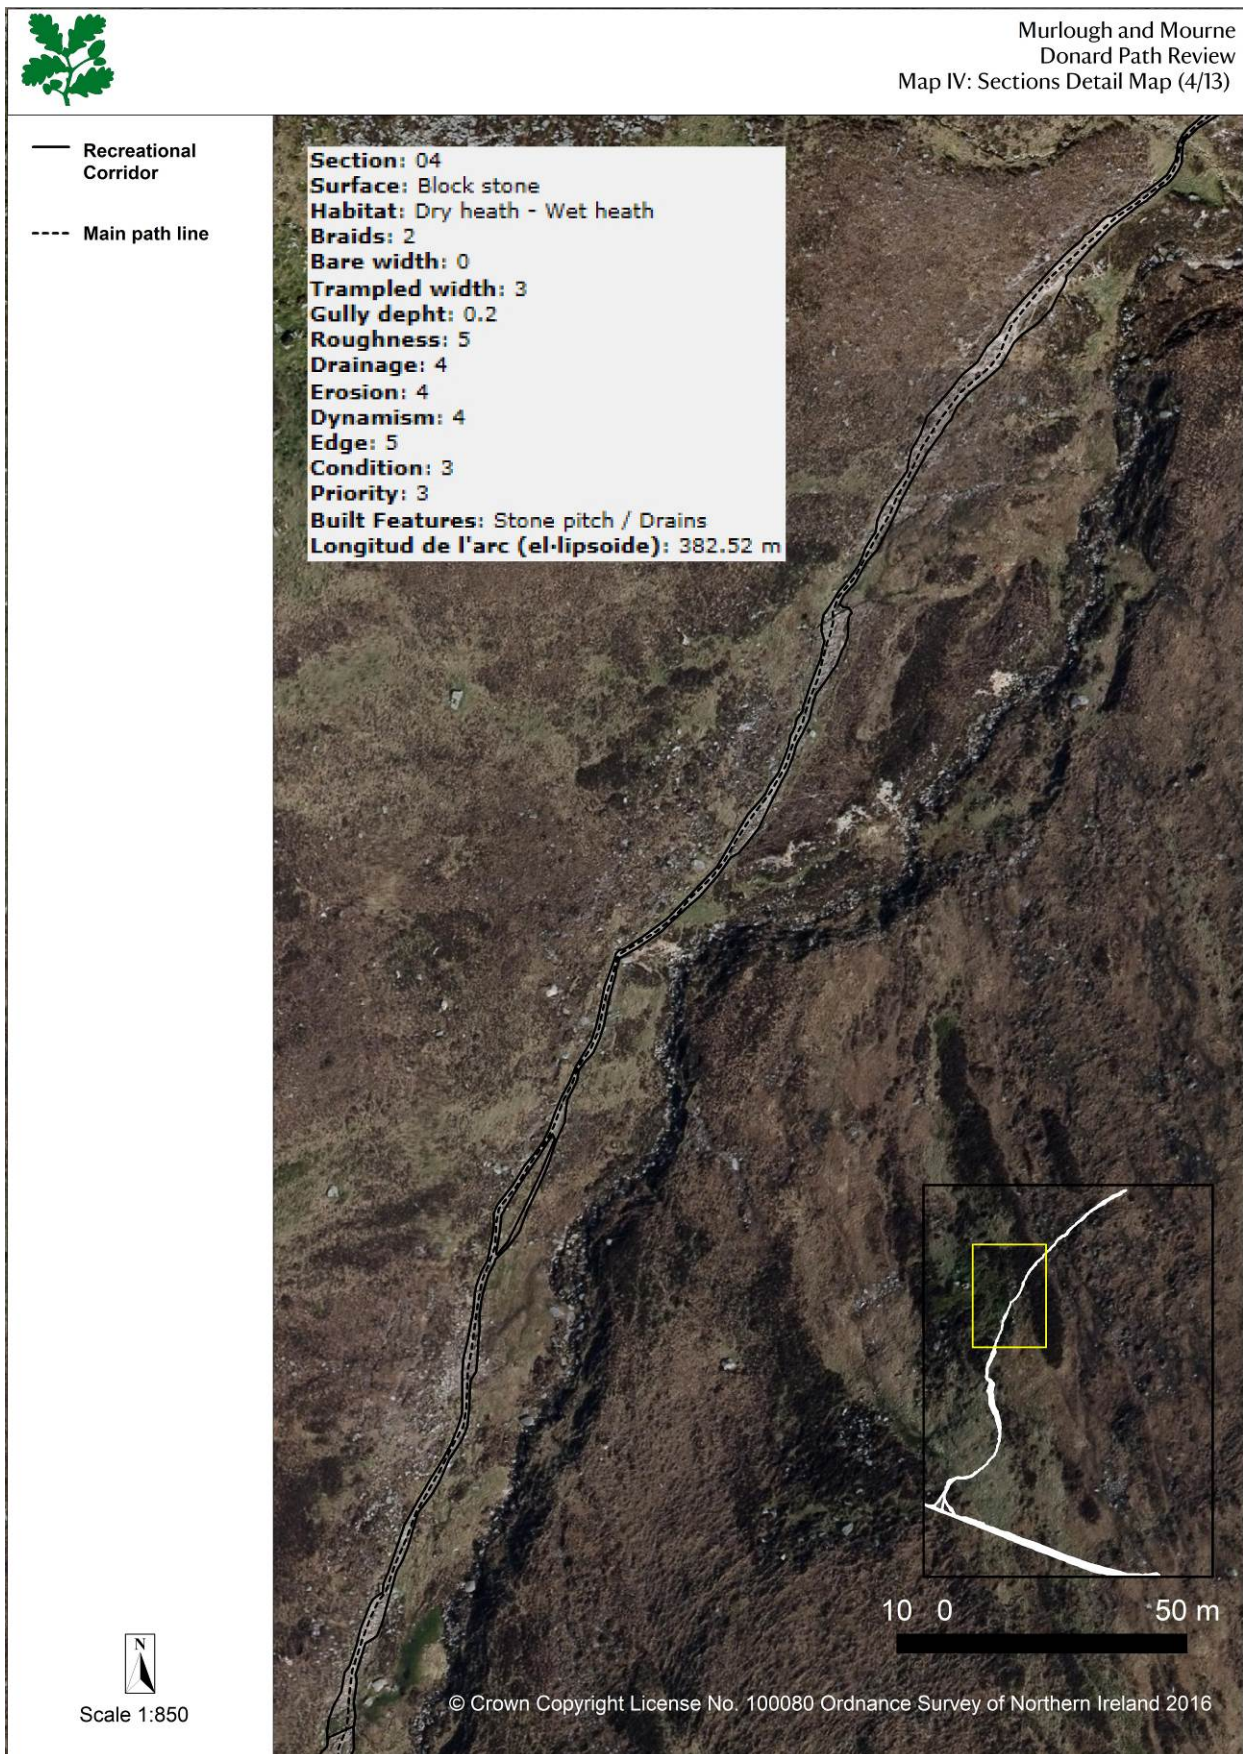 Murlough and Mourne
Donard Path Review
Map IV: Sections Detail Map (4/13)
Recreational
Corridor
Main path line
Section: 04
Surface: Block stone
Habitat: Dry heath - Wet heath
Braids: 2
Bare width: 0
Trampled width: 3
Gully depht: 0.2
Roughness: 5
Drainage: 4
Erosion: 4
Dynamism: 4
Edge: 5
Condition: 3
Priority: 3
Built Features: Stone pitch / Drains
Longitud de l'arc (el·lipsoide): 382.52 m
10 0 50 m
N
Scale 1:850
© Crown Copyright License No. 100080 Ordnance Survey of Northern Ireland 2016